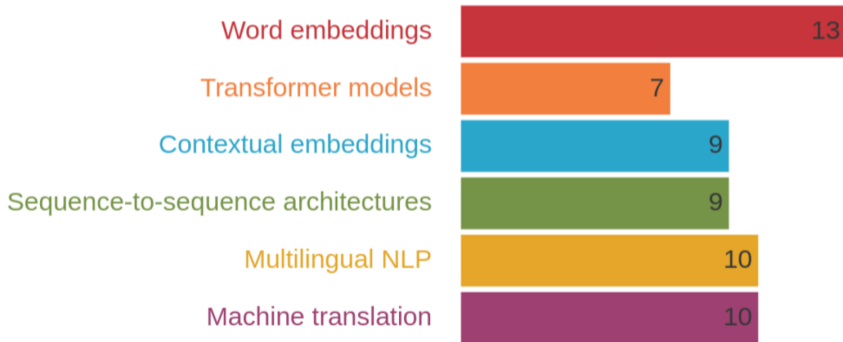 Word embeddings 13
Transformer models 7
Contextual embeddings 9
Sequence-to-sequence architectures 9
Multilingual NLP 10
Machine translation 10